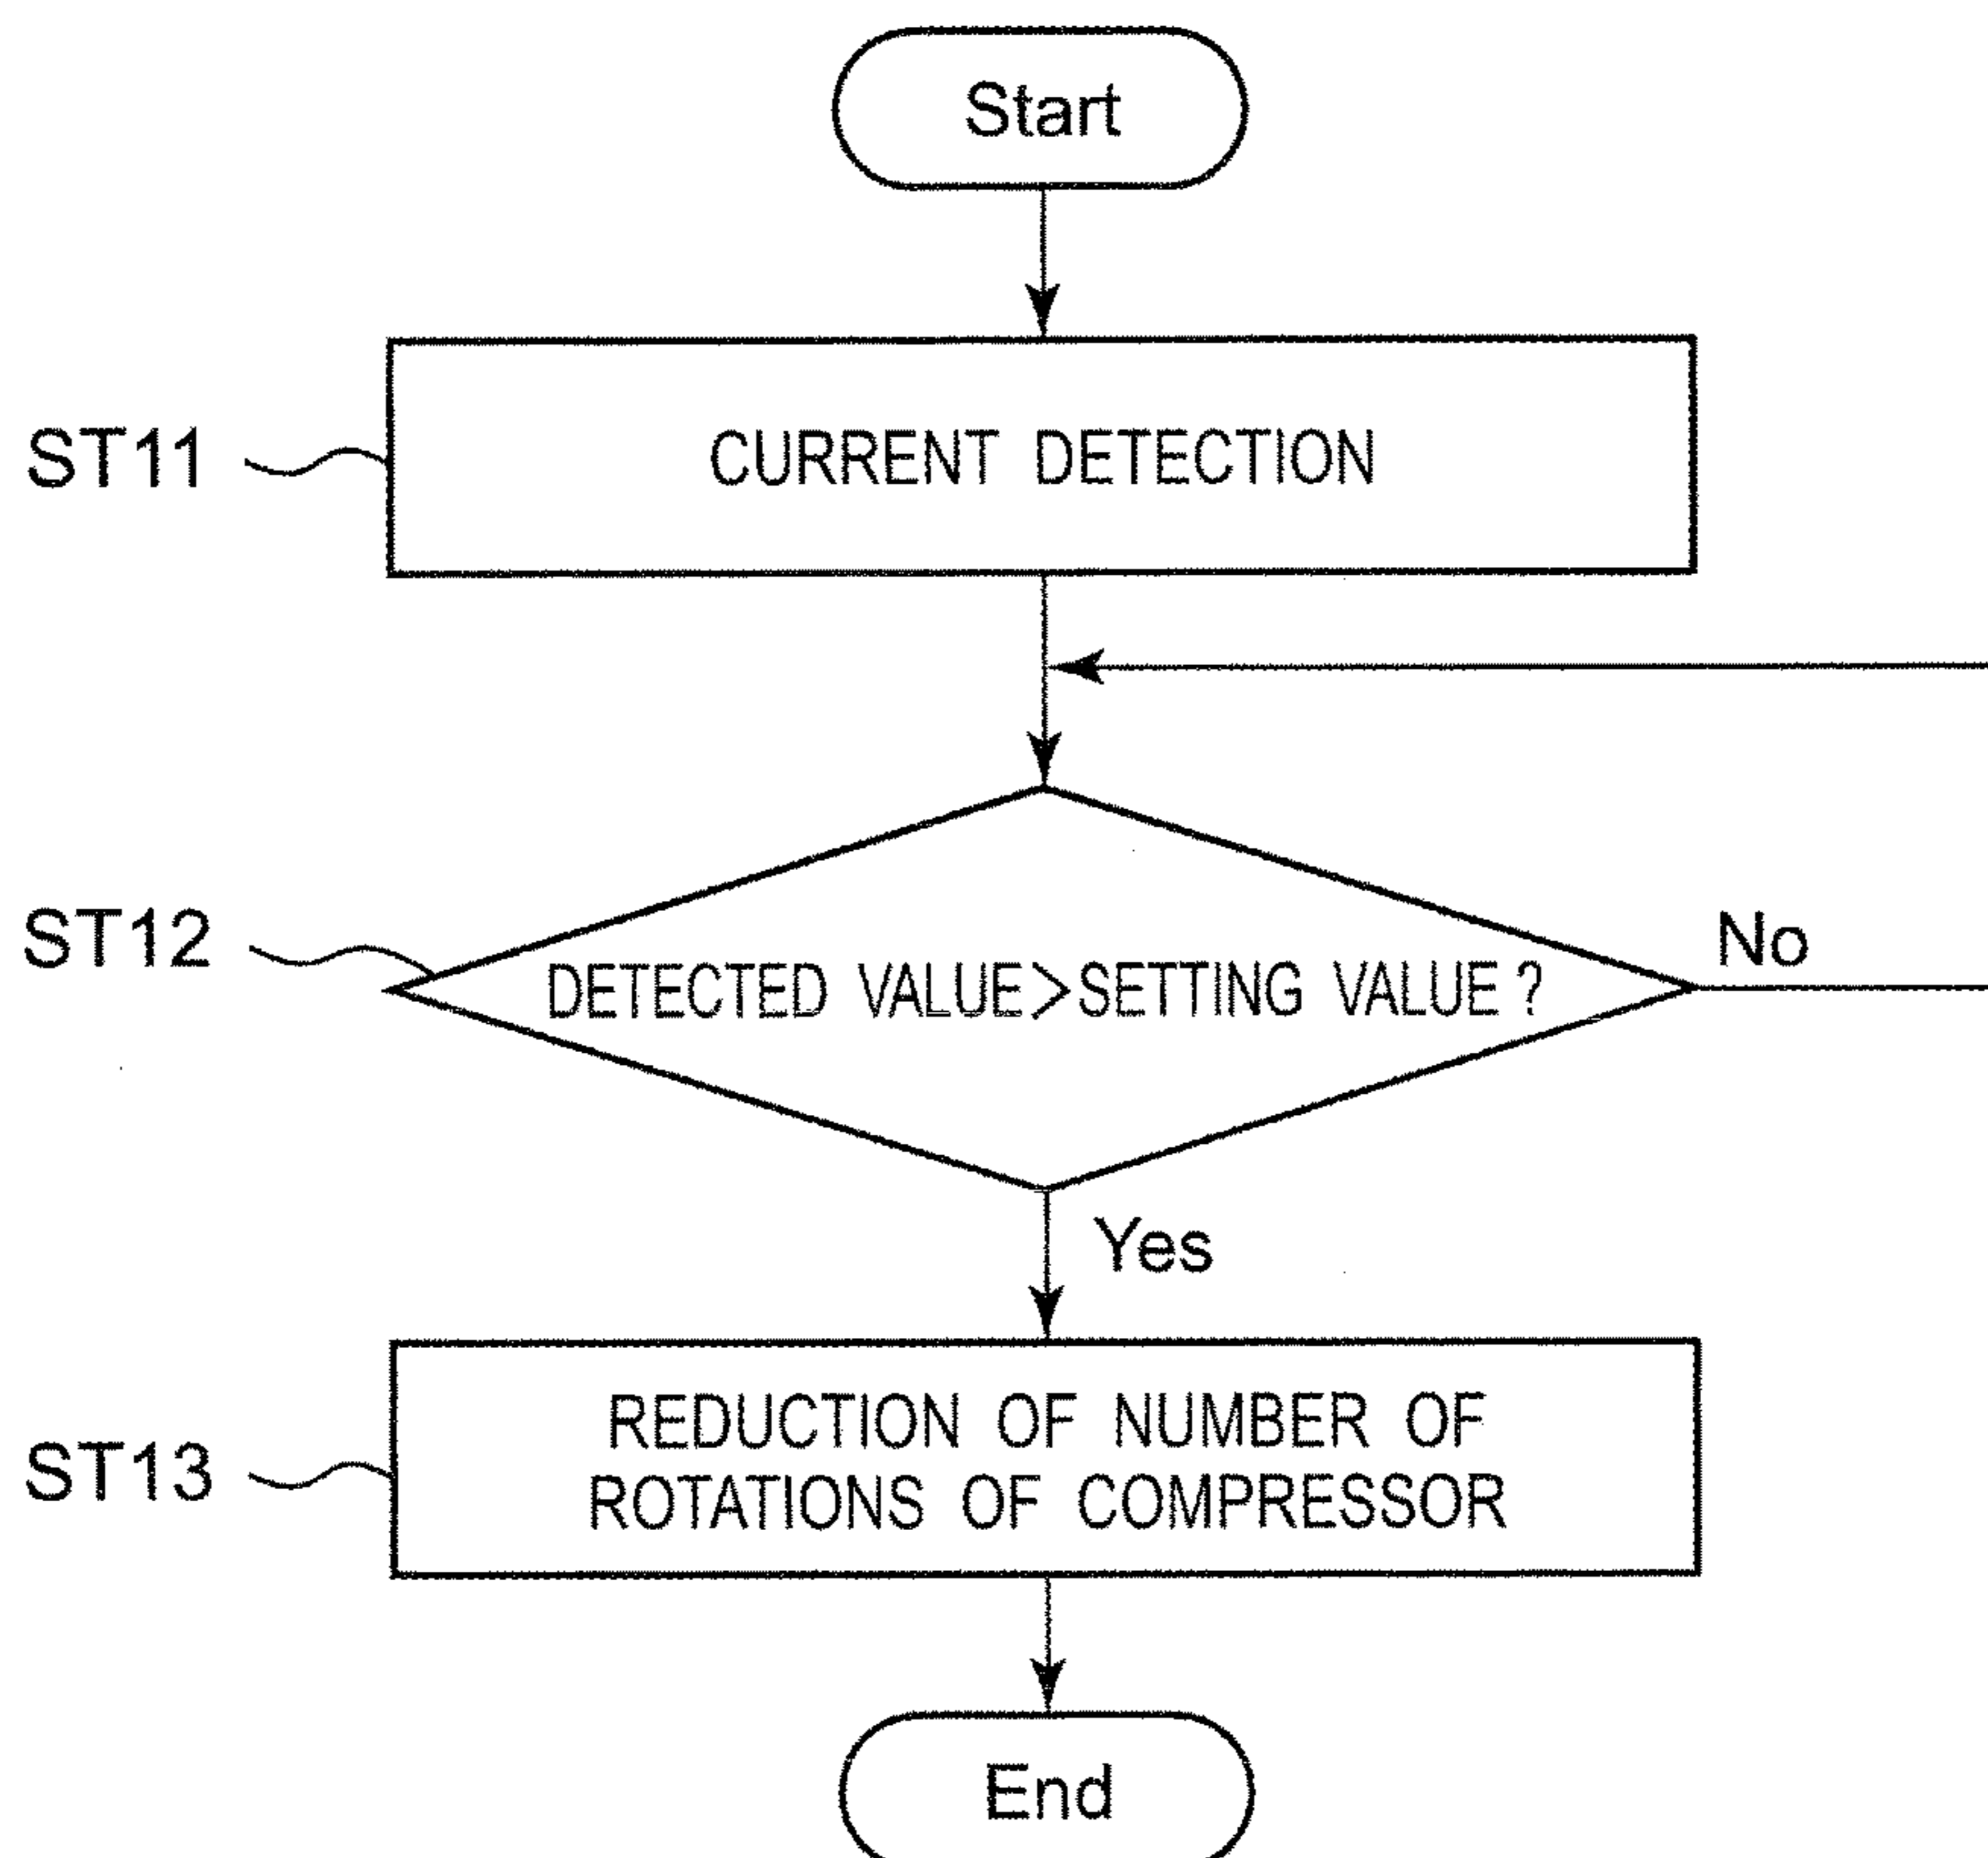 Start
ST11
CURRENT DETECTION
ST12
DETECTED VALUE>SETTING VALUE ?
No
Yes
ST13
REDUCTION OF NUMBER OF
ROTATIONS OF COMPRESSOR
End